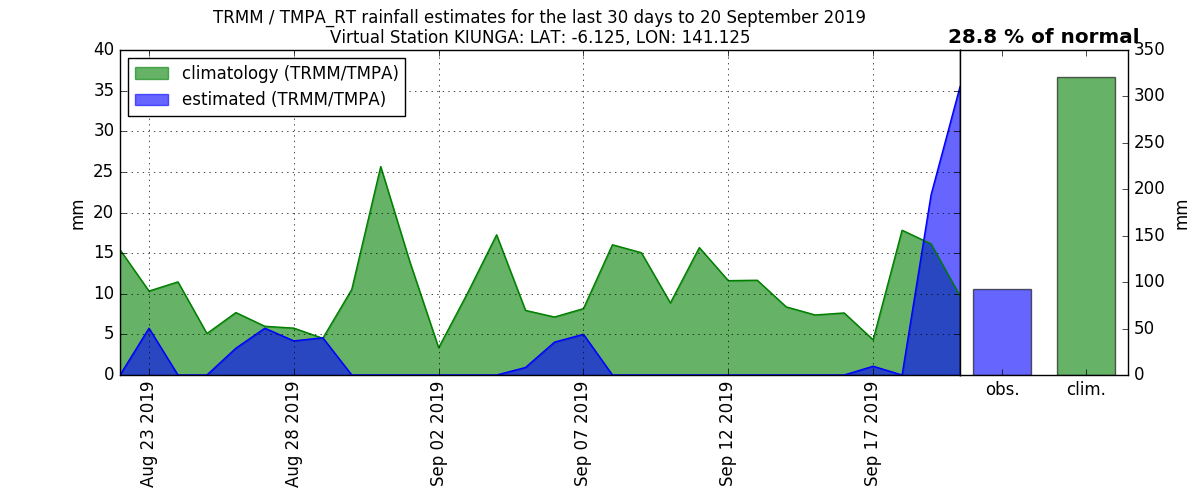 TRMM / TMPA_RT rainfall estimates for the last 30 days to 20 September 2019
Virtual Station KIUNGA: LAT: -6.125, LON: 141.125
28.8 % of normal
climatology (TRMM/TMPA)
estimated (TRMM/TMPA)
40
35
30
25
20
15
10
5
0
mm
Aug 23 2019
Aug 28 2019
Sep 02 2019
Sep 07 2019
Sep 12 2019
Sep 17 2019
obs.
clim.
350
300
250
200
150
100
50
0
mm